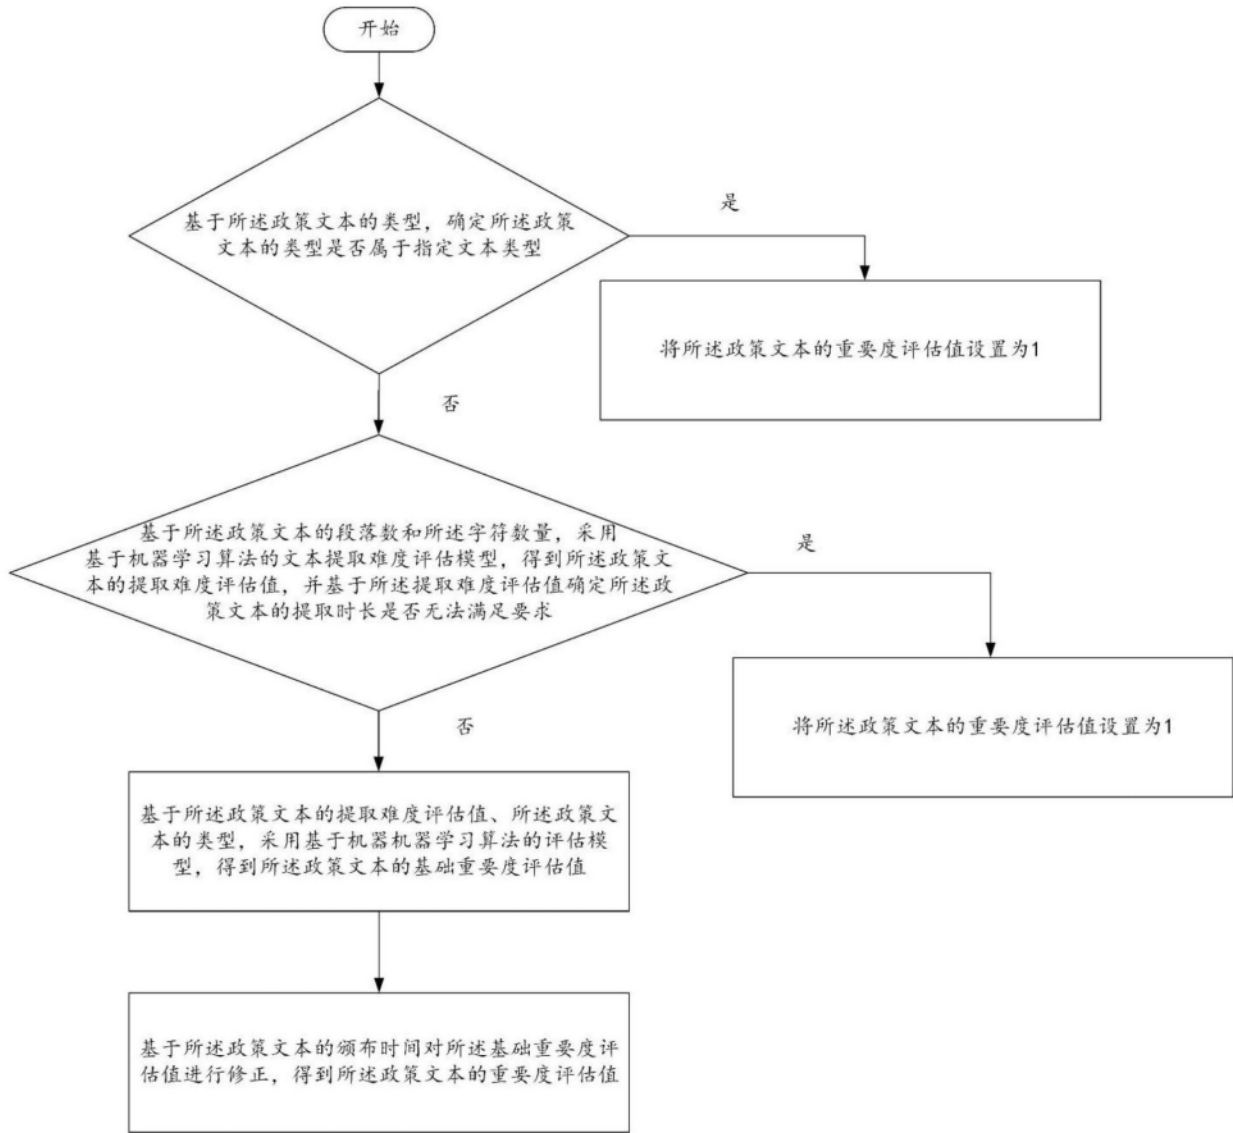 开始
基于所述政策文本的类型，确定所述政策
文本的类型是否属于指定文本类型
是
将所述政策文本的重要度评估值设置为1
否
基于所述政策文本的段落数和所述字符数量，采用
基于机器学习算法的文本提取难度评估模型，得到所述政策文
本的提取难度评估值，并基于所述提取难度评估值确定所述政
策文本的提取时长是否无法满足要求
是
将所述政策文本的重要度评估值设置为1
否
基于所述政策文本的提取难度评估值、所述政策文
本的类型，采用基于机器机器学习算法的评估模
型，得到所述政策文本的基础重要度评估值
基于所述政策文本的颁布时间对所述基础重要度评
估值进行修正，得到所述政策文本的重要度评估值